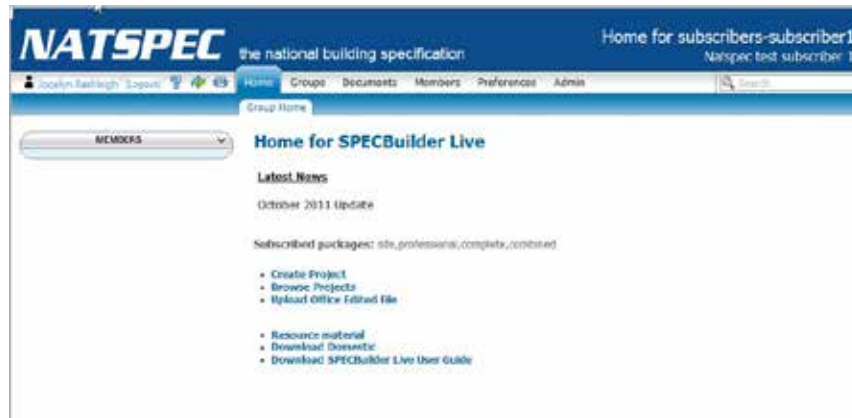 NATSPEC the national building specification
Home for subscribers-subscriber1
Natspec test subscriber 1
Jocelyn Logout
Home Groups Documents Members Preferences Admin Search
Group Home
MEMBERS
Home for SPECBuilder Live
Latest News
October 2011 Update
Subscribed packages: site,professional,complete,combined
Create Project
Browse Projects
Upload Office Edited File
Resource material
Download Domestic
Download SPECBuilder Live User Guide